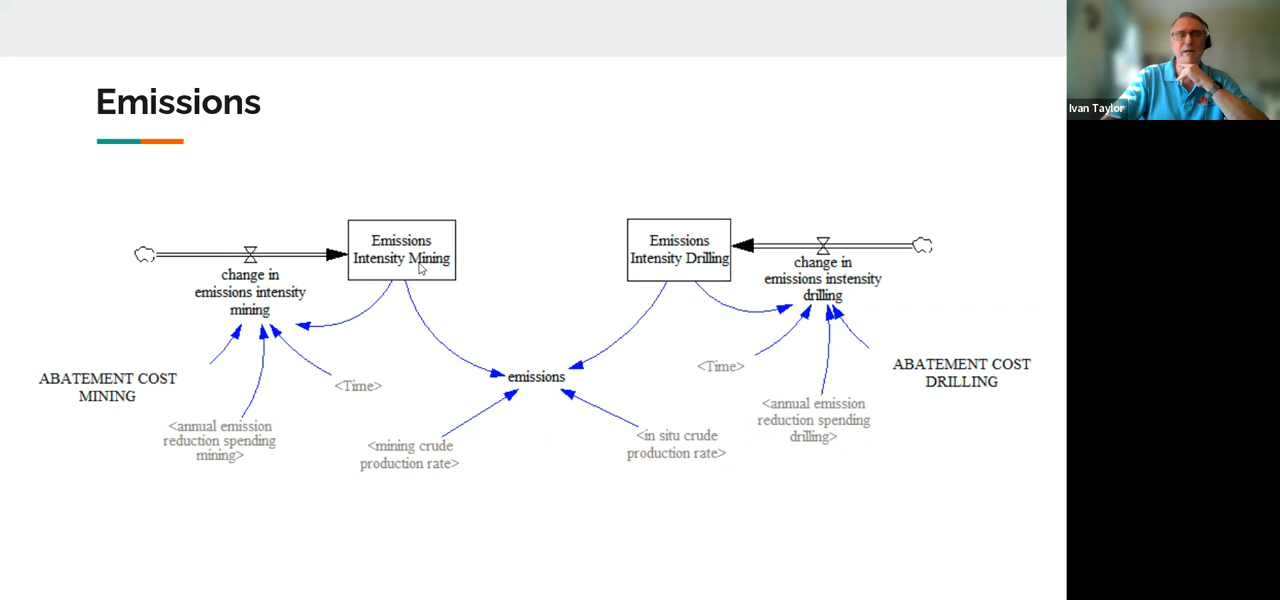 Emissions
Ivan Taylor
Emissions
Intensity Mining
change in
emissions intensity
mining
ABATEMENT COST
MINING
<annual emission
reduction spending
mining>
<Time>
emissions
<mining crude
production rate>
<in situ crude
production rate>
Emissions
Intensity Drilling
change in
emissions instensity
drilling
<Time>
<annual emission
reduction spending
drilling>
ABATEMENT COST
DRILLING